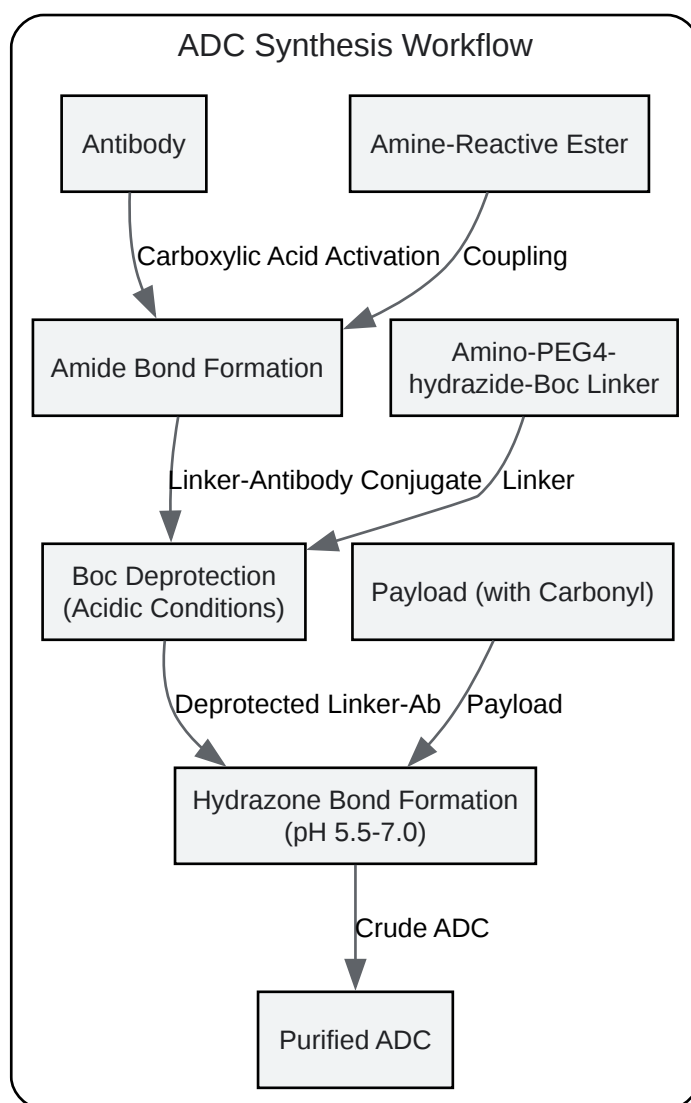 ADC Synthesis Workflow
Antibody
Amine-Reactive Ester
Carboxylic Acid Activation
Coupling
Amide Bond Formation
Amino-PEG4-
hydrazide-Boc Linker
Linker-Antibody Conjugate
Linker
Boc Deprotection
(Acidic Conditions)
Payload (with Carbonyl)
Deprotected Linker-Ab
Payload
Hydrazone Bond Formation
(pH 5.5-7.0)
Crude ADC
Purified ADC